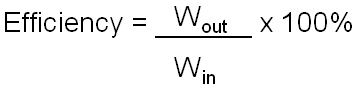 Efficiency = W_out / W_in x 100%